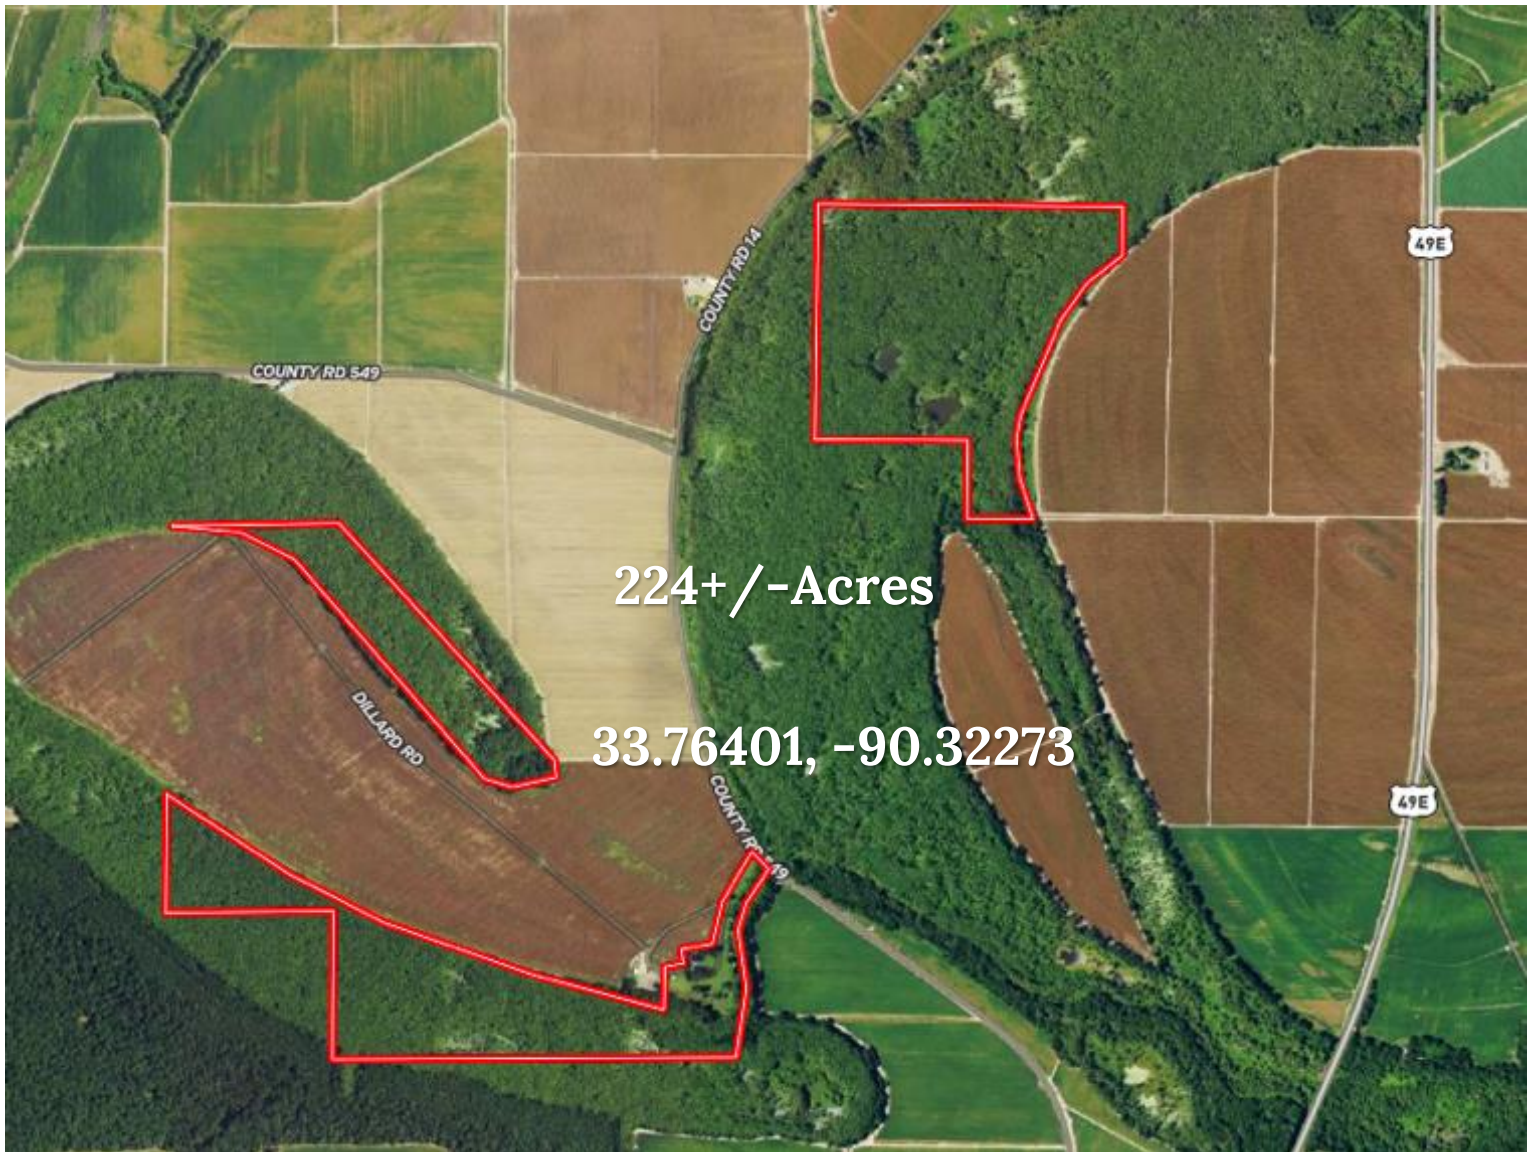 49E
COUNTY RD 14
COUNTY RD 549
224+/-Acres
DILLARD RD
33.76401, -90.32273
49E
COUNTY RD 549